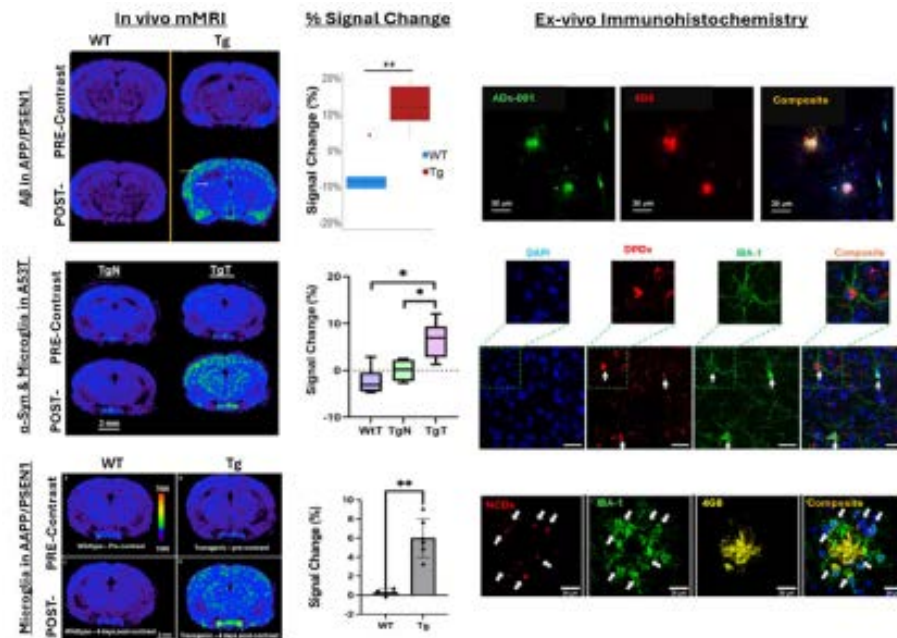 In vivo mMRI
% Signal Change
Ex-vivo Immunohistochemistry
WT
Tg
Aβ in APP/PSEN1
PRE-Contrast
POST-
Signal Change (%)
20%
10%
0%
-10%
-20%
**
WT
Tg
ADx-001
4G8
Composite
α-Syn & Microglia in A53T
TgN
TgT
PRE-Contrast
POST-
2 mm
Signal Change (%)
20
10
0
-10
*
*
WtT
TgN
TgT
DAPI
IBA-1
Composite
Microglia in AAPP/PSEN1
WT
Tg
PRE-Contrast
POST-
Signal Change (%)
10
8
6
4
2
0
-2
**
WT
Tg
IBA-1
4G8
Composite